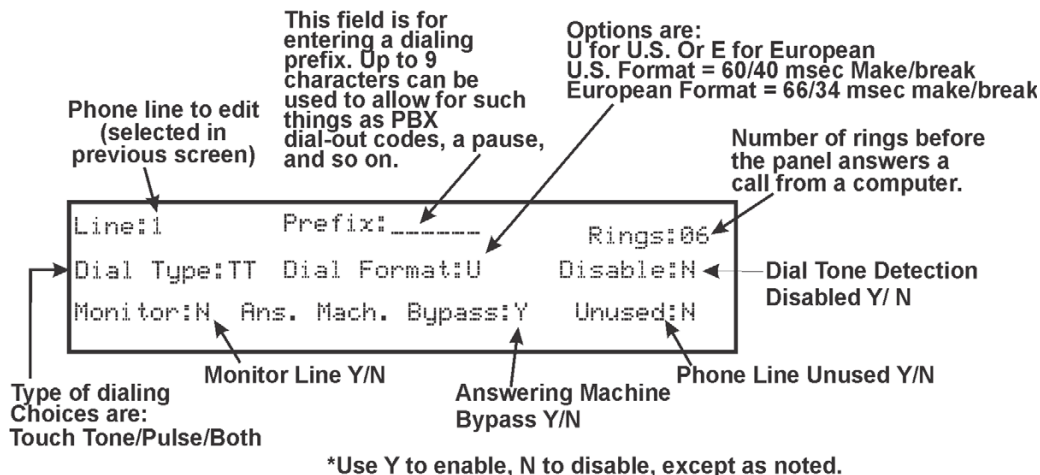 This field is for
entering a dialing
prefix. Up to 9
characters can be
used to allow for such
things as PBX
dial-out codes, a pause,
and so on.
Options are:
U for U.S. Or E for European
U.S. Format = 60/40 msec Make/break
European Format = 66/34 msec make/break
Phone line to edit
(selected in
previous screen)
Number of rings before
the panel answers a
call from a computer.
Line:1 Prefix:______ Rings:06
Dial Type:TT Dial Format:U Disable:N
Monitor:N Ans. Mach. Bypass:Y Unused:N
Dial Tone Detection
Disabled Y/ N
Type of dialing
Choices are:
Touch Tone/Pulse/Both
Monitor Line Y/N
Answering Machine
Bypass Y/N
Phone Line Unused Y/N
*Use Y to enable, N to disable, except as noted.